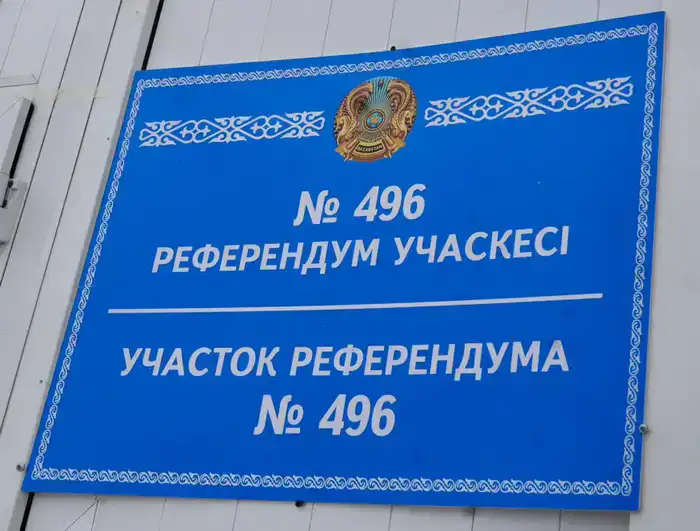 № 496
РЕФЕРЕНДУМ УЧАСКЕСІ
УЧАСТОК РЕФЕРЕНДУМА
№ 496